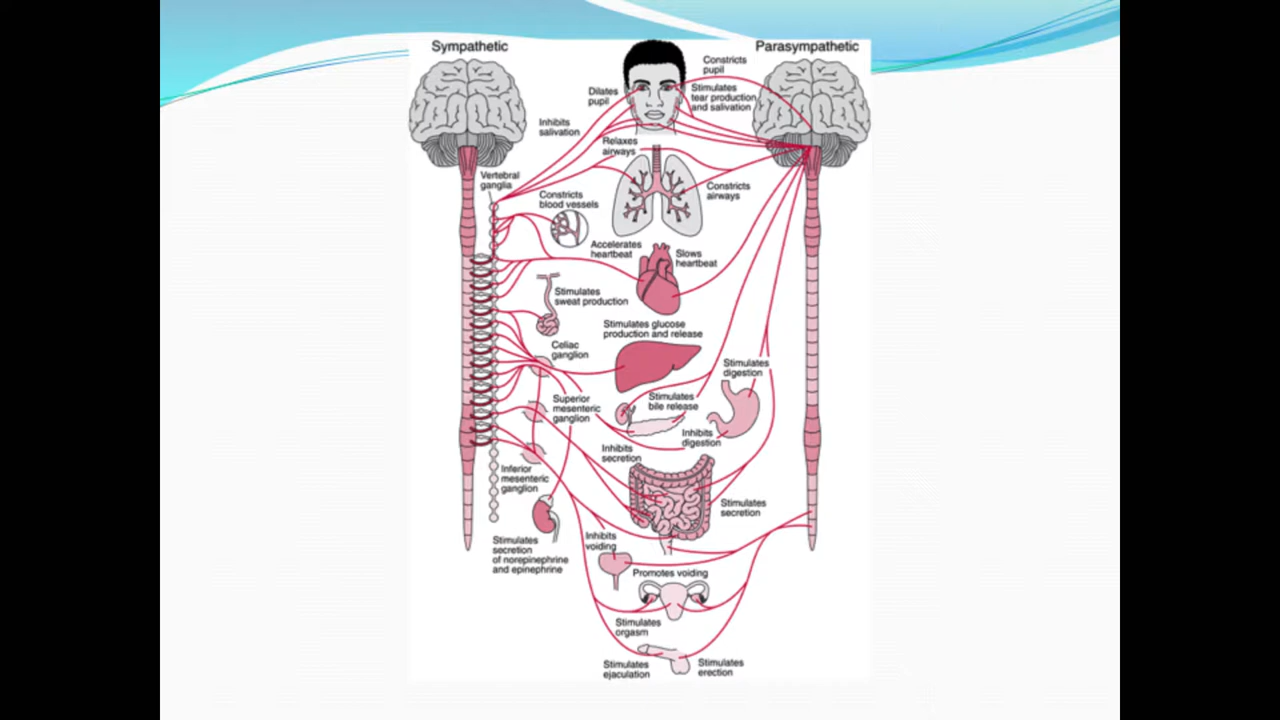 Sympathetic
Parasympathetic
Constricts
pupil
Dilates
pupil
Stimulates
tear production
and salivation
Inhibits
salivation
Relaxes
airways
Vertebral
ganglia
Constricts
blood vessels
Constricts
airways
Accelerates
heartbeat
Slows
heartbeat
Stimulates
sweat production
Stimulates glucose
production and release
Celiac
ganglion
Stimulates
digestion
Superior
mesenteric
ganglion
Stimulates
bile release
Inhibits
digestion
Inhibits
secretion
Inferior
mesenteric
ganglion
Stimulates
secretion
Stimulates
secretion
of norepinephrine
and epinephrine
Inhibits
voiding
Promotes voiding
Stimulates
orgasm
Stimulates
ejaculation
Stimulates
erection